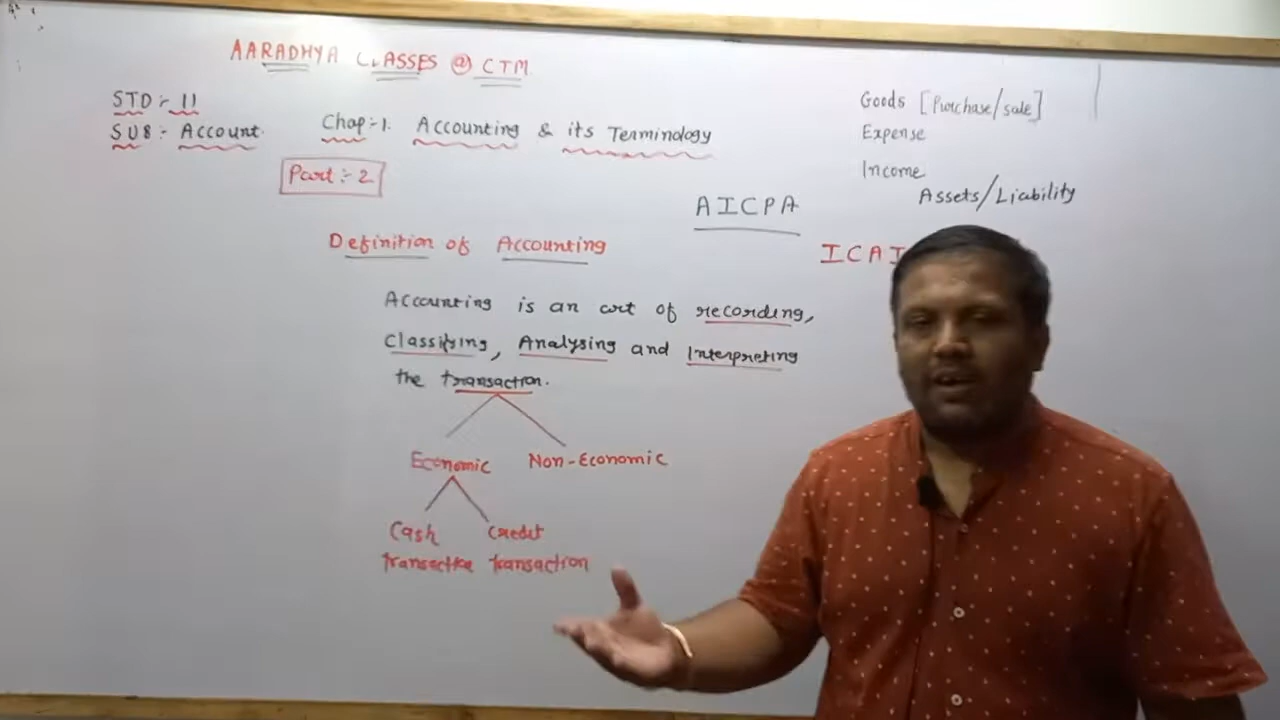 AARADHYA CLASSES @ CTM
STD :- 11
SUB :- Account
Chap :- 1. Accounting & its Terminology
Part :- 2
Goods [Purchase/sale]
Expense
Income
Assets/Liability
AICPA
ICAI
Definition of Accounting
Accounting is an art of recording,
Classifying, Analysing and Interpreting
the transaction.
Economic Non-Economic
Cash Credit
transaction